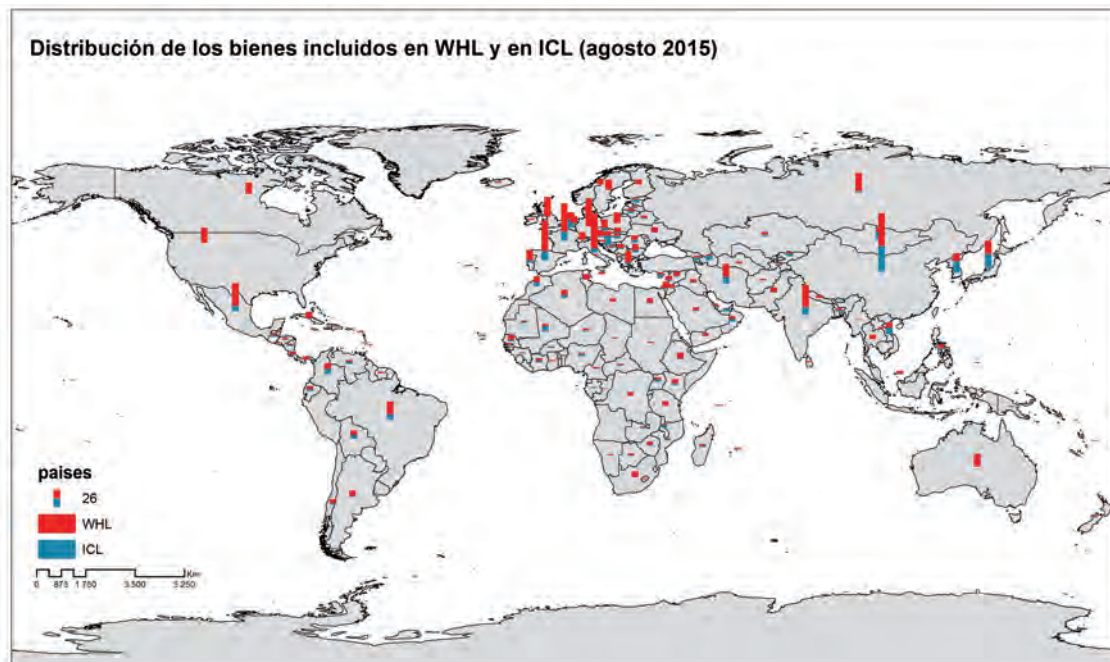 Distribución de los bienes incluidos en WHL y en ICL (agosto 2015)
paises
26
WHL
ICL
Km
0 875 1 750 3 500 5 250